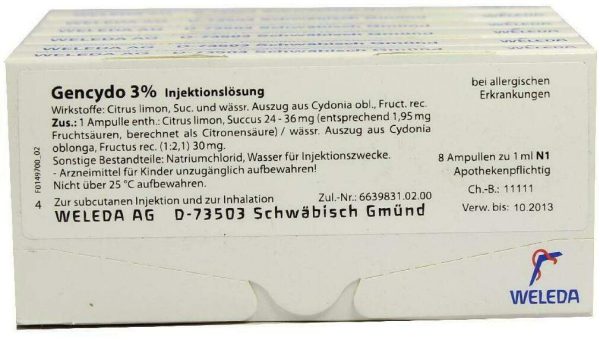 WELEDA AG D-73503 Schwäbisch Gmünd
Gencydo 3% Injektionslösung
bei allergischen
Erkrankungen
Wirkstoffe: Citrus limon, Suc. und wässr. Auszug aus Cydonia obl., Fruct. rec.
Zus.: 1 Ampulle enth.: Citrus limon, Succus 24 - 36 mg (entsprechend 1,95 mg
Fruchtsäuren, berechnet als Citronensäure) / wässr. Auszug aus Cydonia
oblonga, Fructus rec. (1:2,1) 30 mg.
Sonstige Bestandteile: Natriumchlorid, Wasser für Injektionszwecke.
- Arzneimittel für Kinder unzugänglich aufbewahren!
Nicht über 25 °C aufbewahren.
8 Ampullen zu 1 ml N1
Apothekenpflichtig
Ch.-B.: 11111
Verw. bis: 10.2013
F0149700_02
4 Zur subcutanen Injektion und zur Inhalation Zul.-Nr.: 6639831.02.00
WELEDA AG D-73503 Schwäbisch Gmünd
WELEDA